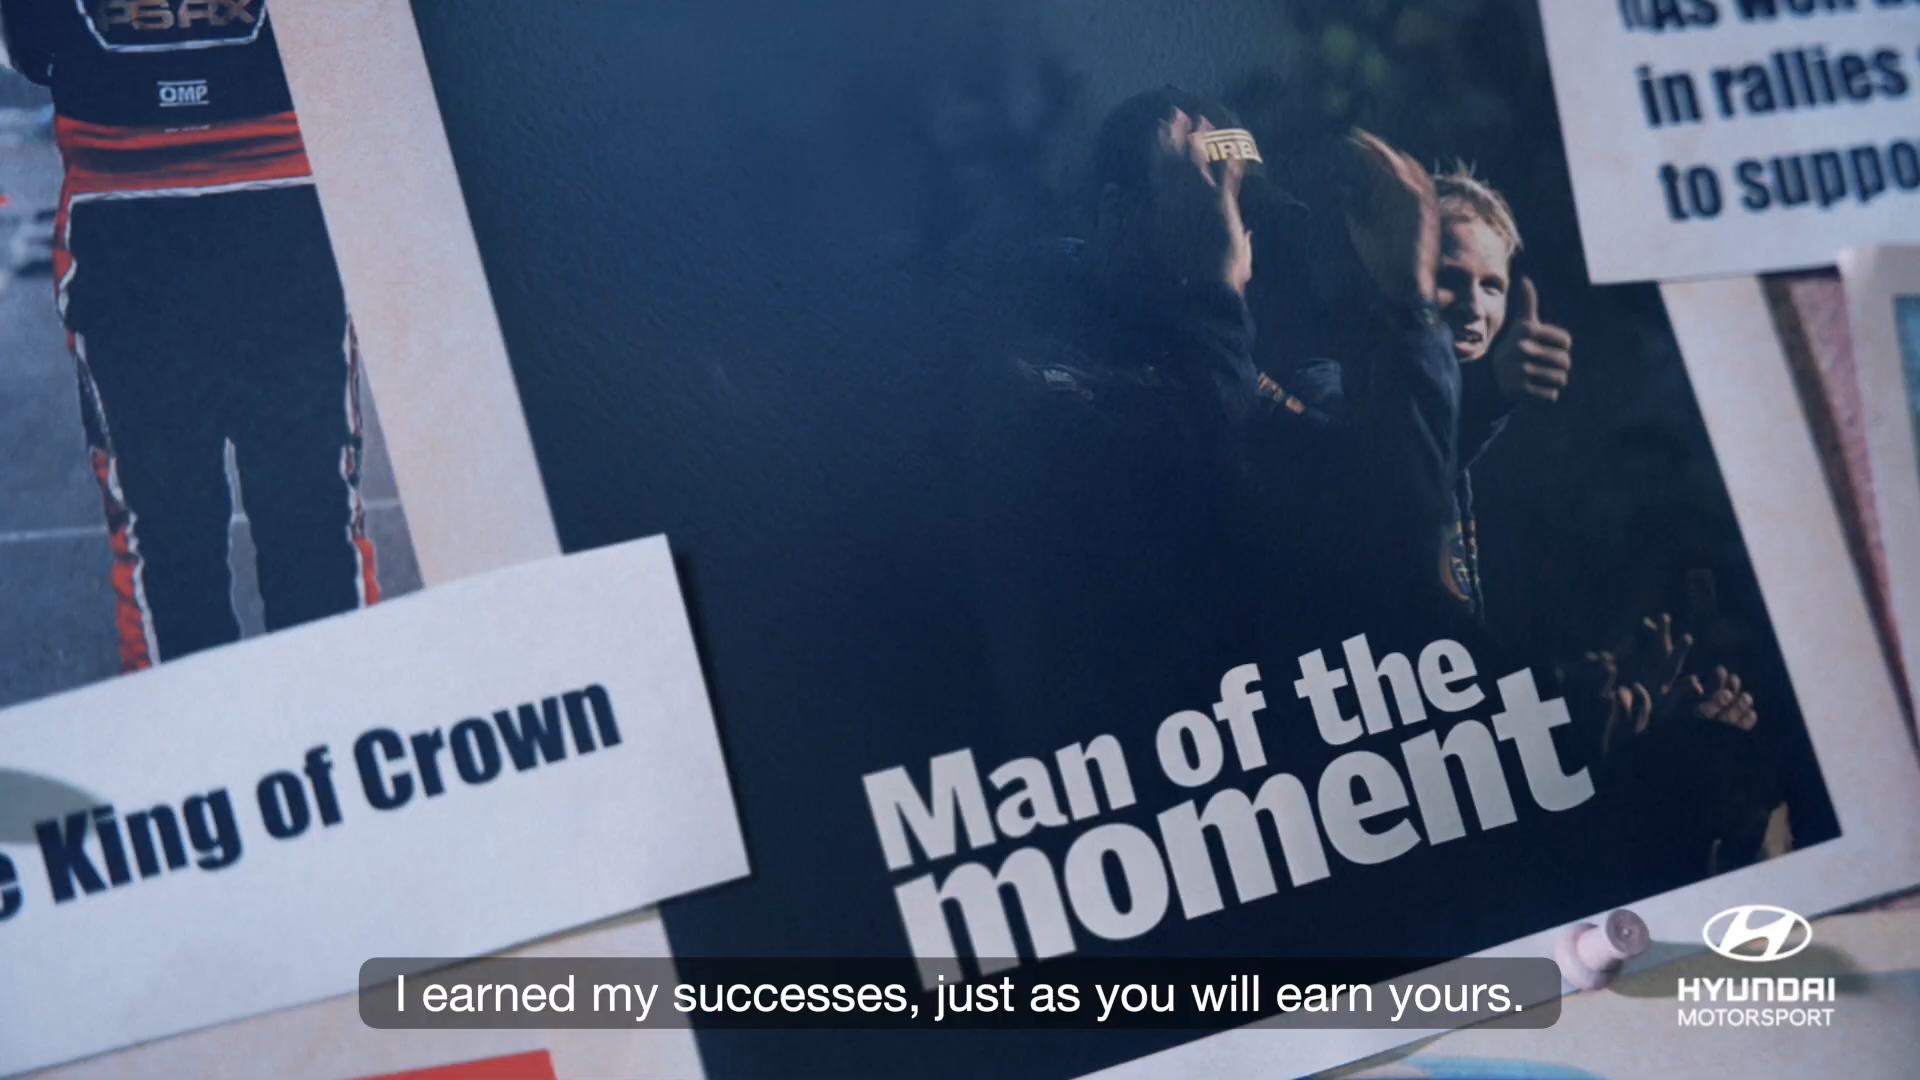 OMP
in rallies
to suppo
King of Crown
Man of the
moment
I earned my successes, just as you will earn yours.
HYUNDAI
MOTORSPORT